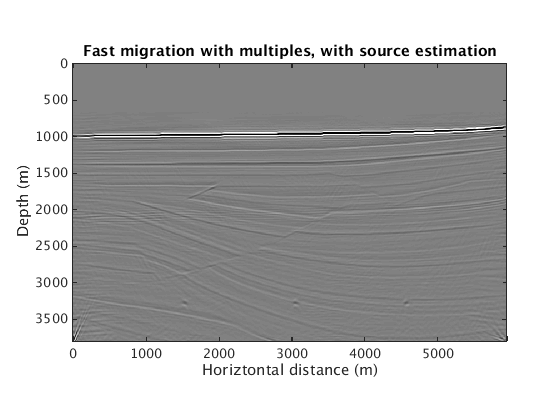 Fast migration with multiples, with source estimation
0
500
1000
1500
2000
2500
3000
3500
Depth (m)
0 1000 2000 3000 4000 5000
Horiztontal distance (m)